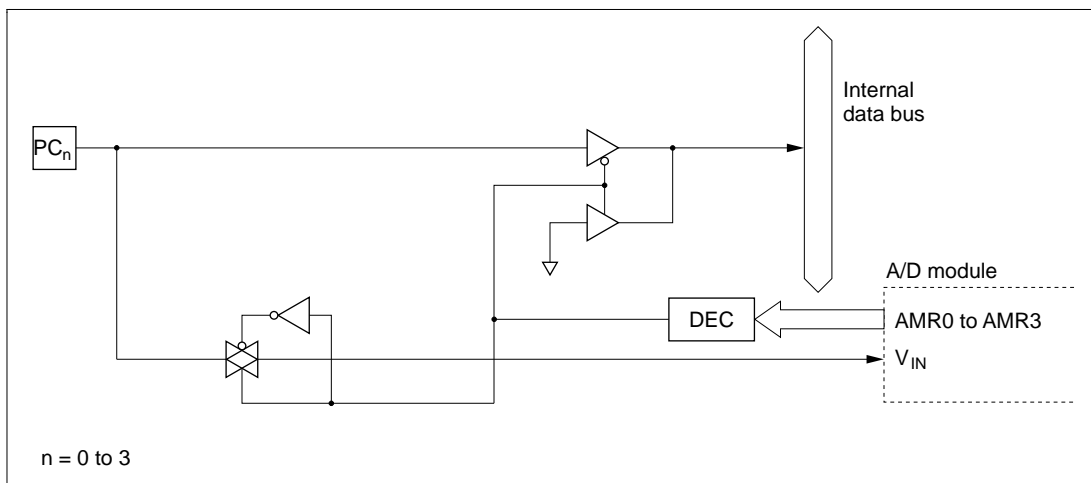 Internal
data bus
PCn
A/D module
DEC
AMR0 to AMR3
VIN
n = 0 to 3